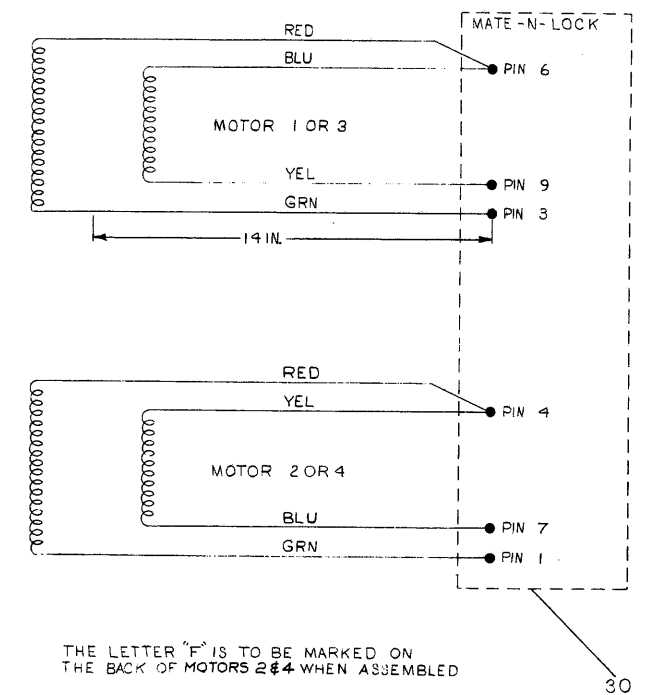 MATE-N-LOCK
RED
BLU
PIN 6
MOTOR 1 OR 3
YEL
PIN 9
GRN
PIN 3
14 IN.
RED
YEL
PIN 4
MOTOR 2 OR 4
BLU
PIN 7
GRN
PIN 1
THE LETTER "F" IS TO BE MARKED ON
THE BACK OF MOTORS 2&4 WHEN ASSEMBLED
30